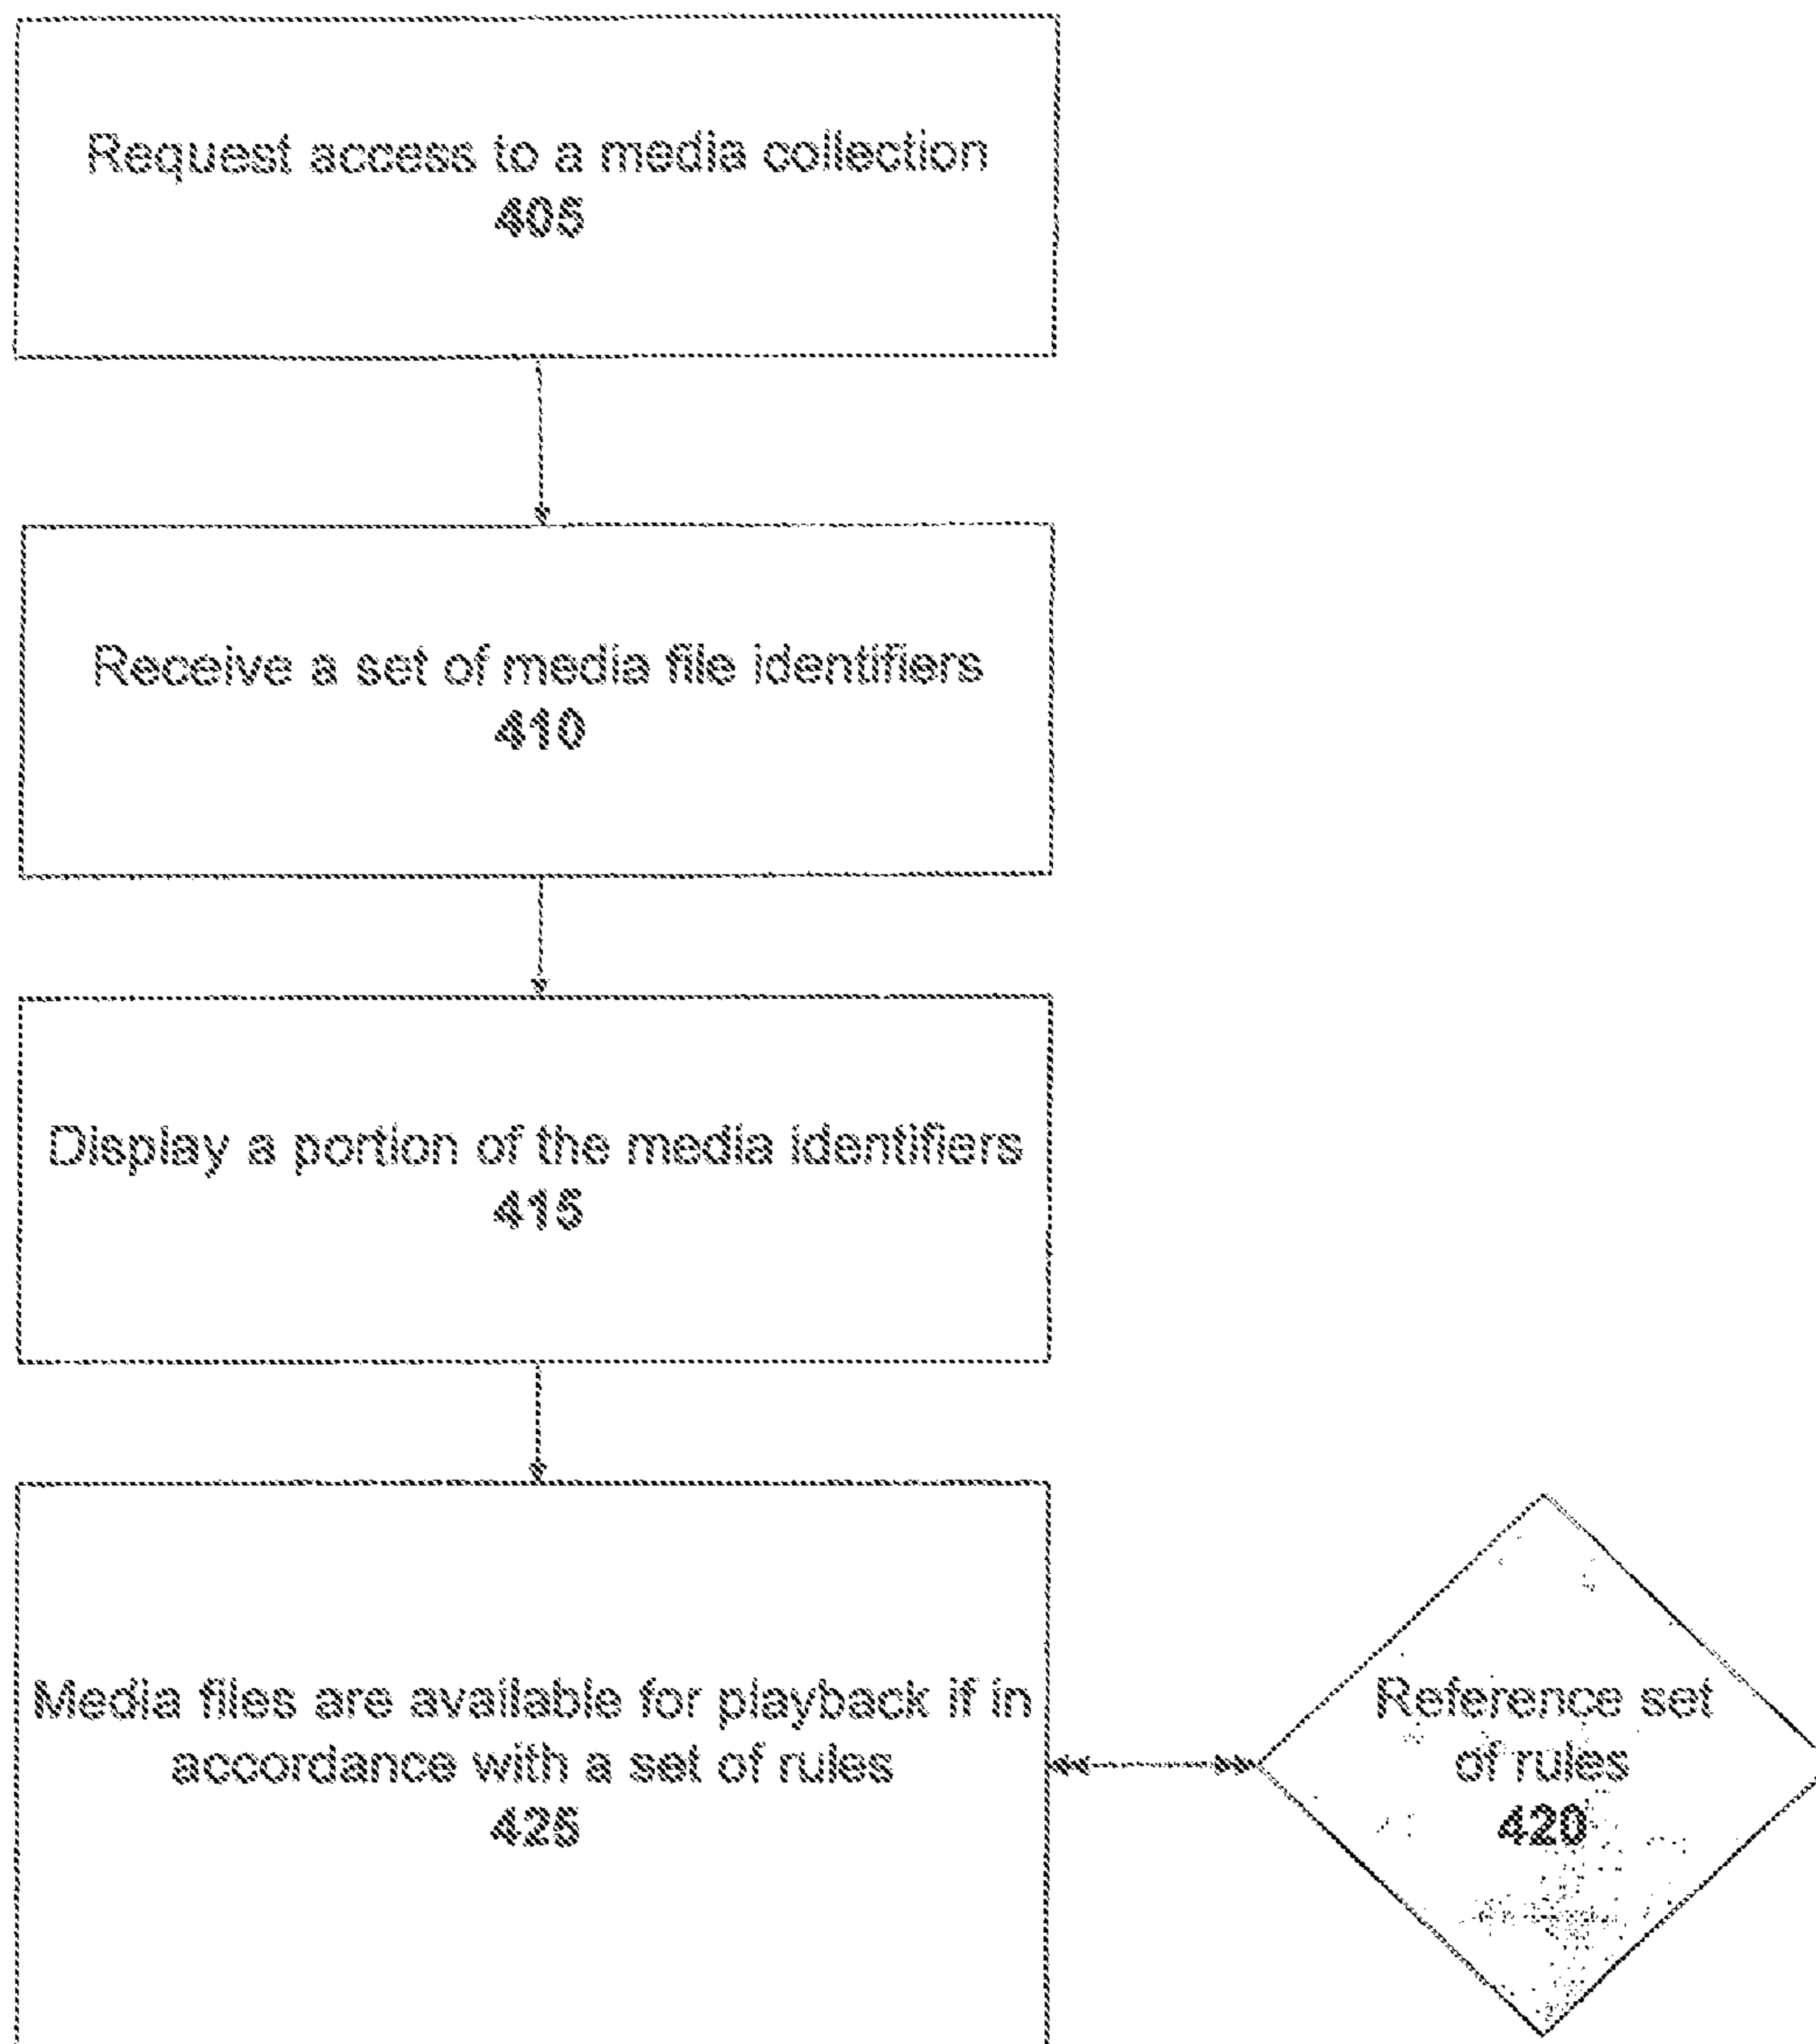 Request access to a media collection
405
Receive a set of media file identifiers
410
Display a portion of the media identifiers
415
Media files are available for playback if in
accordance with a set of rules
425
Reference set
of rules
420